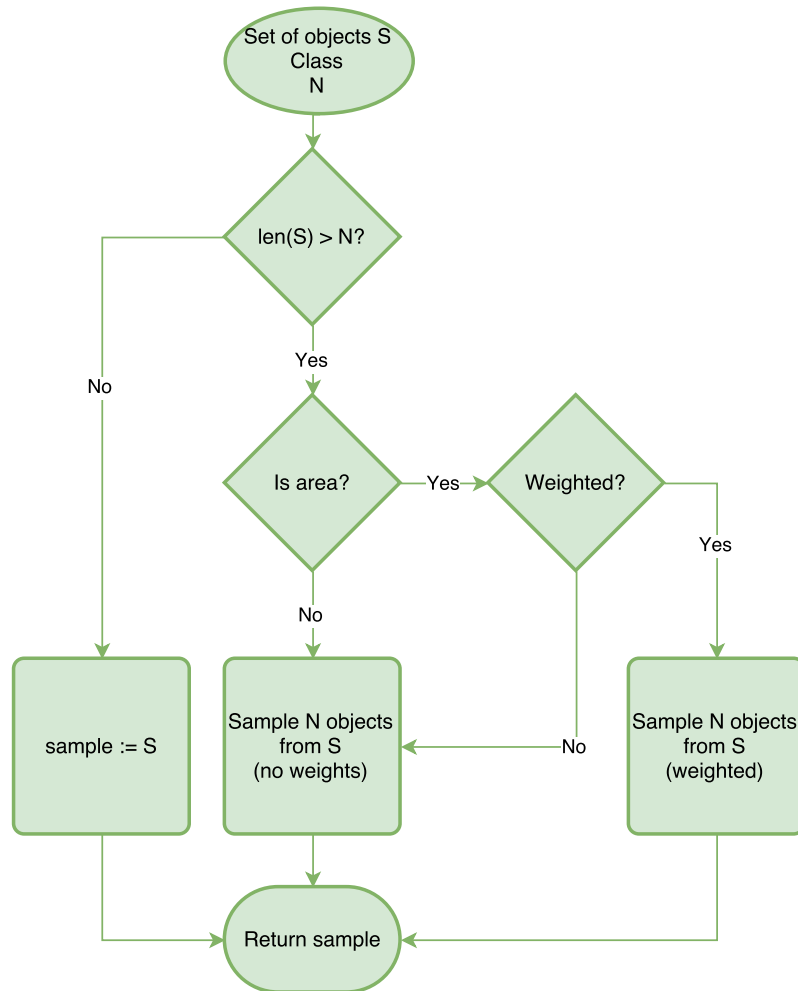 Set of objects S
Class
N
len(S) > N?
No
Yes
Is area?
Yes
Weighted?
Yes
No
sample := S
Sample N objects
from S
(no weights)
No
Sample N objects
from S
(weighted)
Return sample